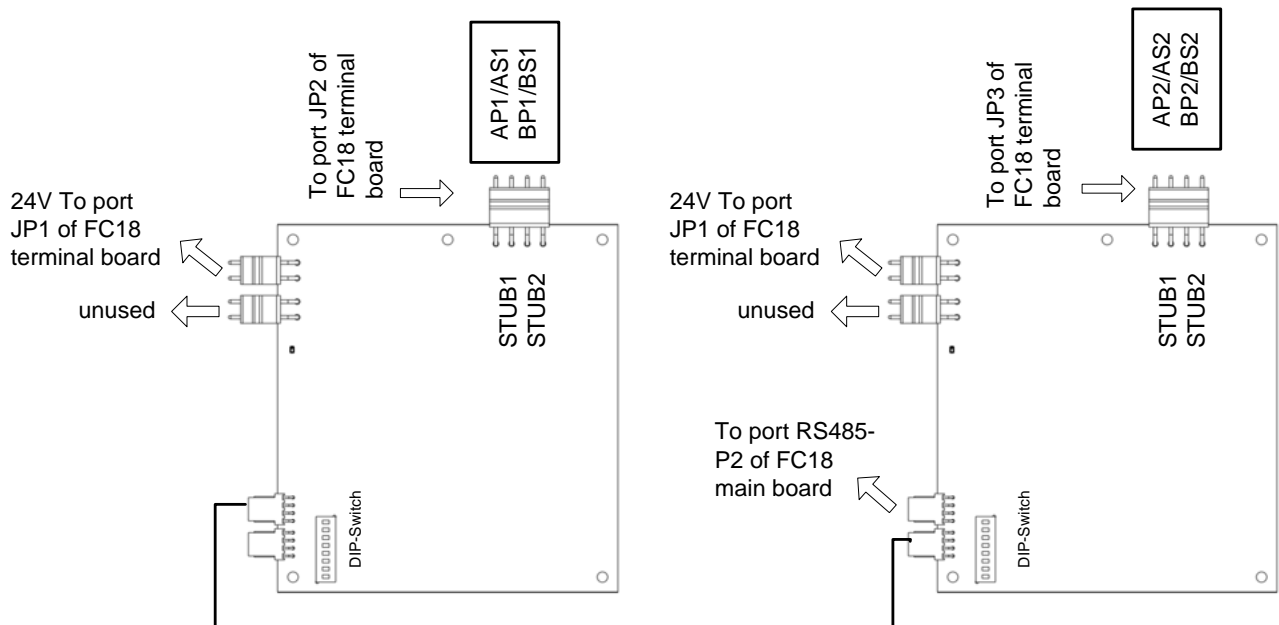 To port JP2 of
FC18 terminal
board
AP1/AS1
BP1/BS1
24V To port
JP1 of FC18
terminal board
unused
STUB1
STUB2
DIP-Switch
To port JP3 of
FC18 terminal
board
AP2/AS2
BP2/BS2
24V To port
JP1 of FC18
terminal board
unused
STUB1
STUB2
To port RS485-
P2 of FC18
main board
DIP-Switch